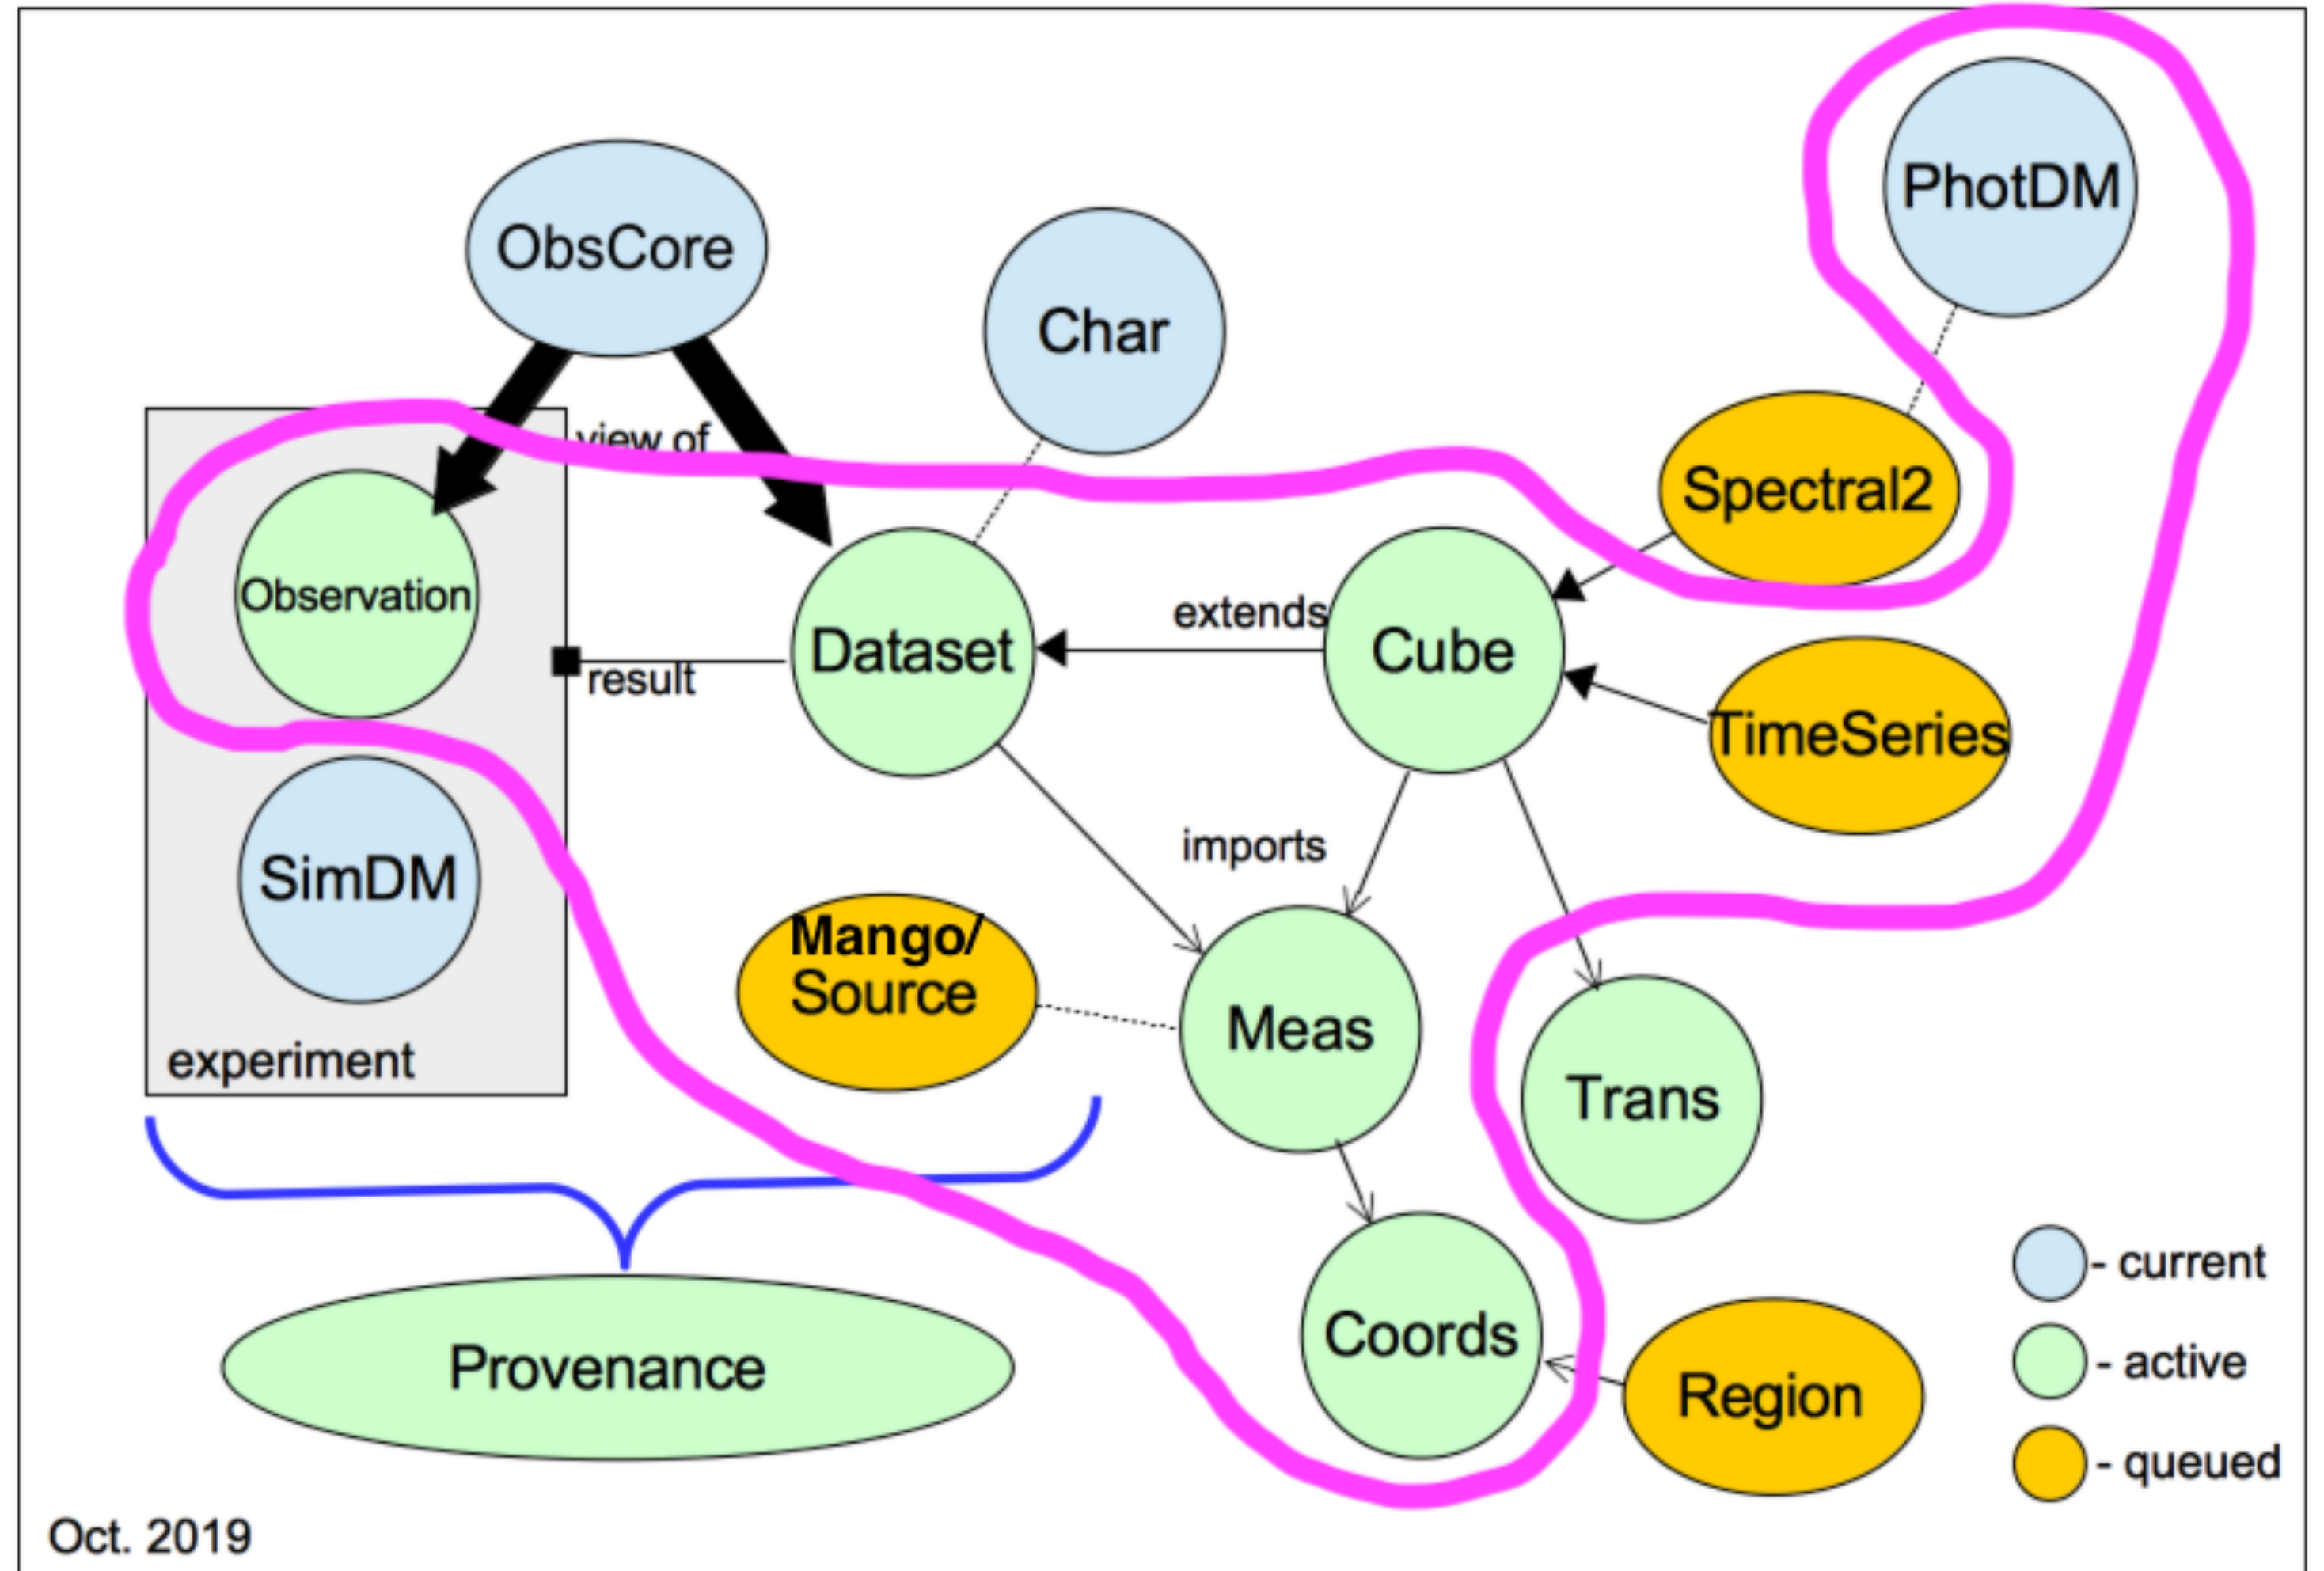 PhotDM
ObsCore
Char
view of
Spectral2
Observation
extends
Dataset
Cube
result
TimeSeries
imports
SimDM
Mango/
Source
Meas
experiment
Trans
Coords
Provenance
Region
- current
- active
- queued
Oct. 2019